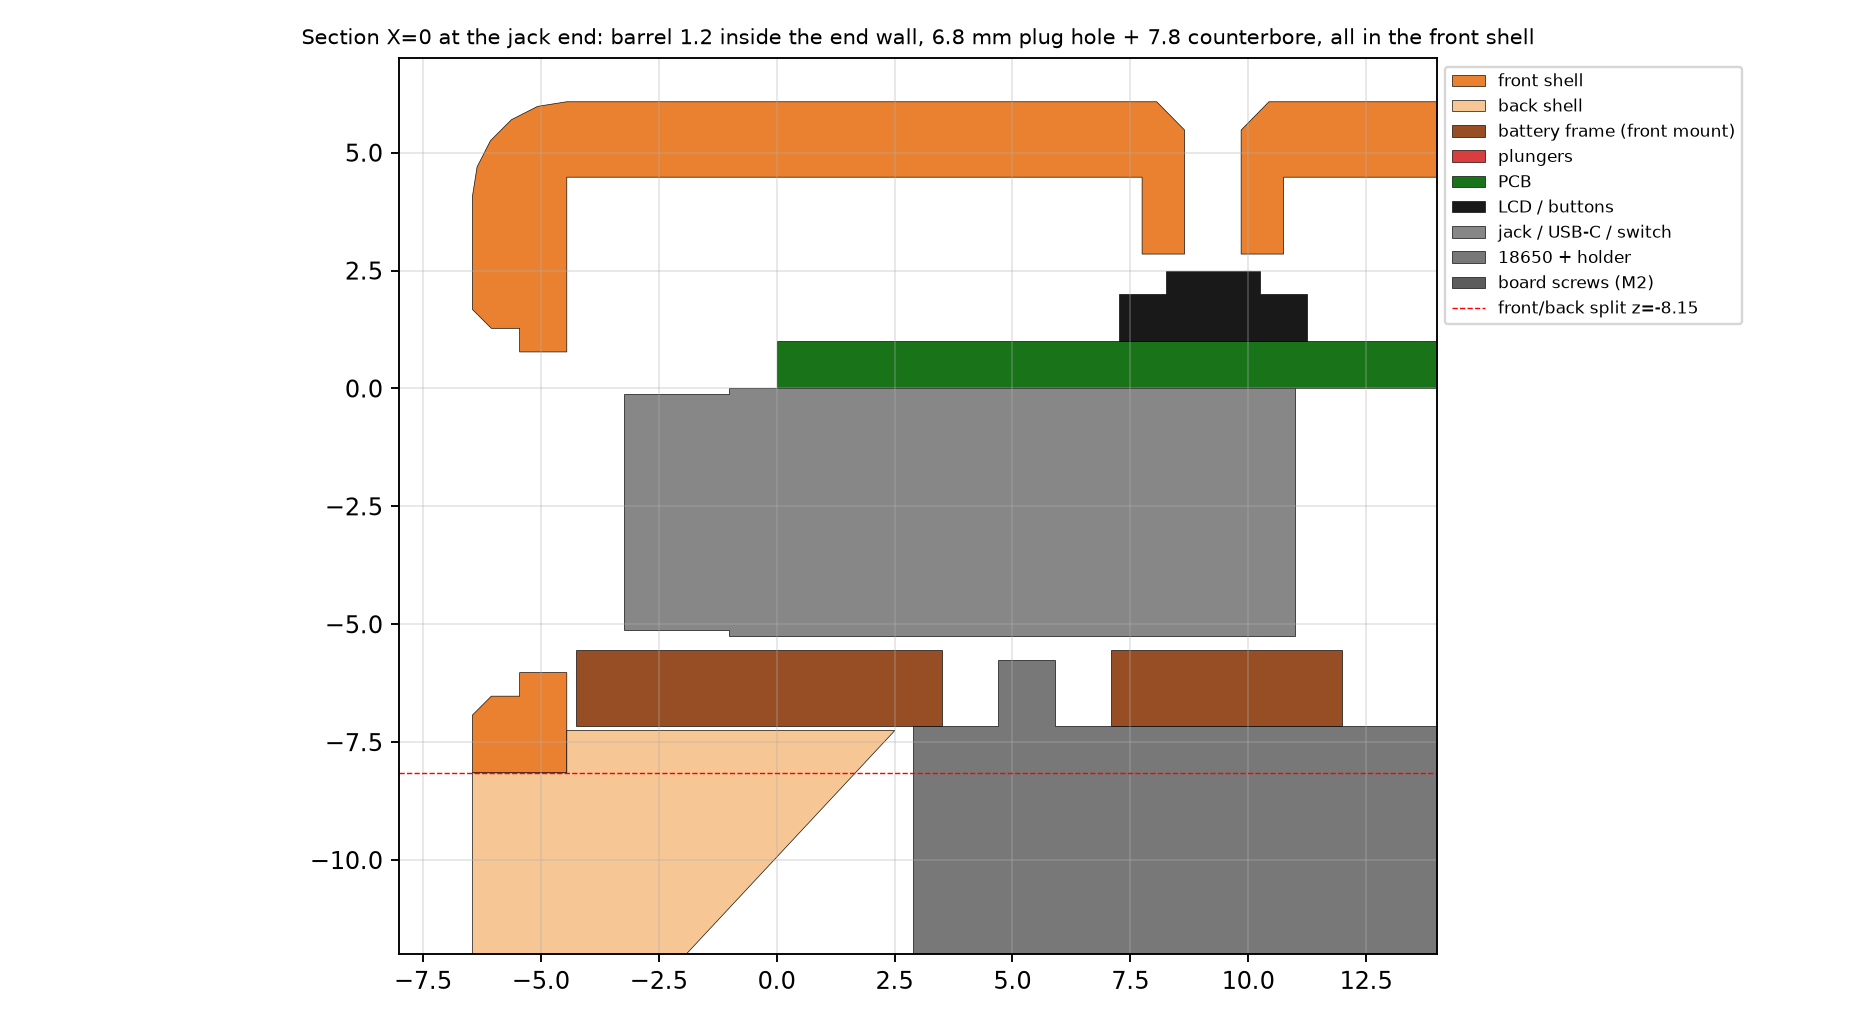 Section X=0 at the jack end: barrel 1.2 inside the end wall, 6.8 mm plug hole + 7.8 counterbore, all in the front shell
front shell
back shell
battery frame (front mount)
plungers
PCB
LCD / buttons
jack / USB-C / switch
18650 + holder
board screws (M2)
front/back split z=-8.15
5.0
2.5
0.0
−2.5
−5.0
−7.5
−10.0
−7.5
−5.0
−2.5
0.0
2.5
5.0
7.5
10.0
12.5